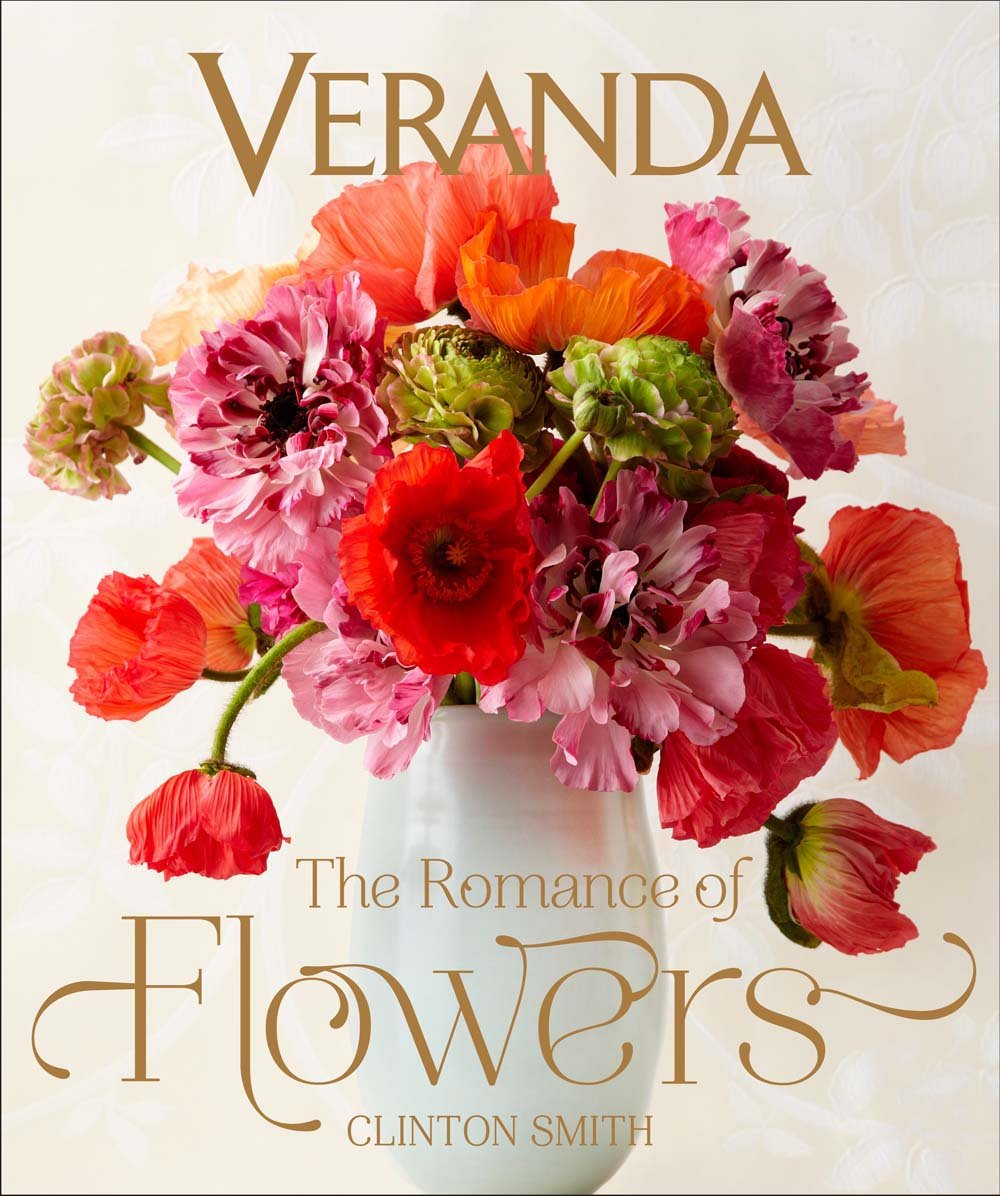 VERANDA
The Romance of
Flowers
CLINTON SMITH